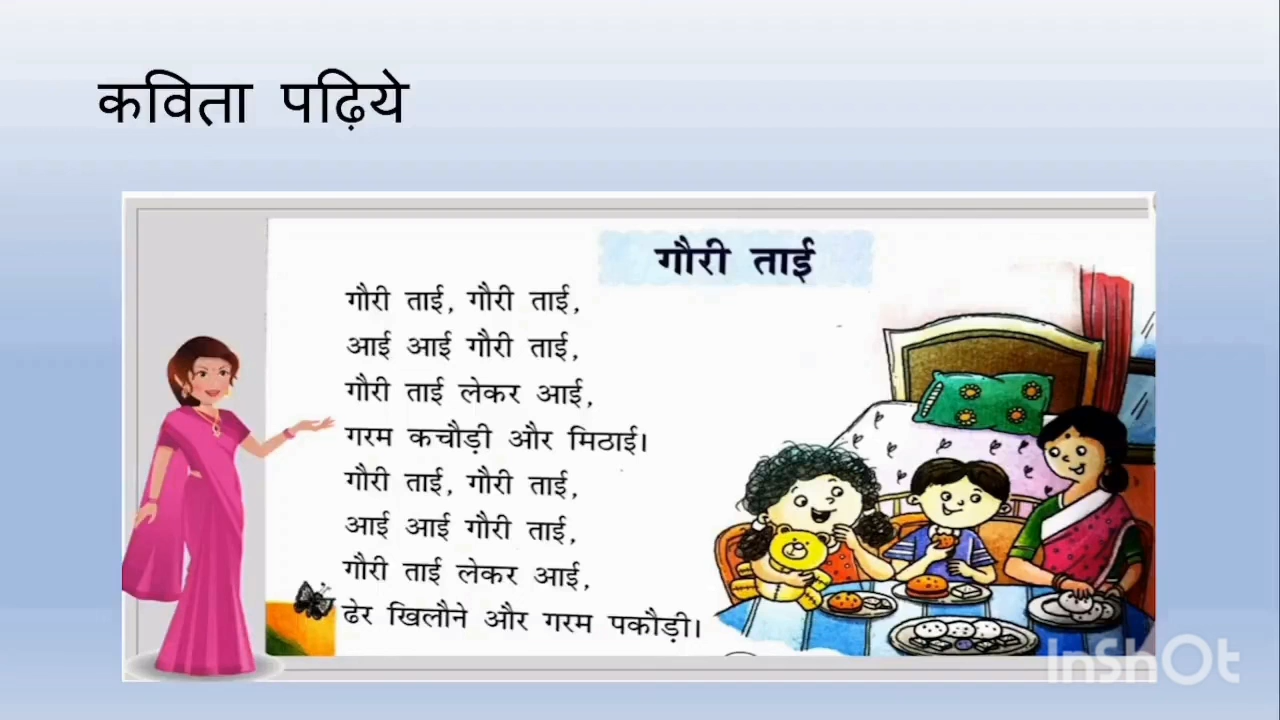 कविता पढ़िये
गौरी ताई
गौरी ताई, गौरी ताई,
आई आई गौरी ताई,
गौरी ताई लेकर आई,
गरम कचौड़ी और मिठाई।
गौरी ताई, गौरी ताई,
आई आई गौरी ताई,
गौरी ताई लेकर आई,
ढेर खिलौने और गरम पकौड़ी।
InShOt